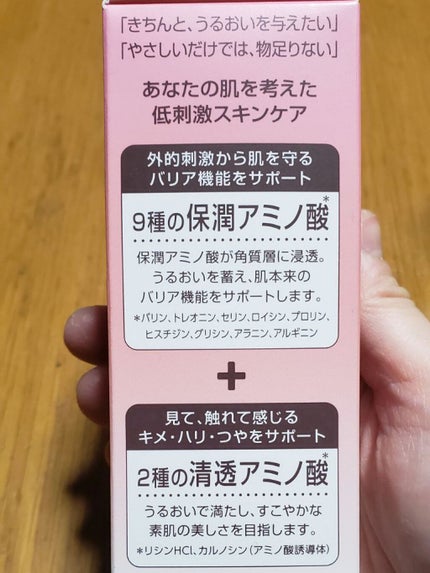 「きちんと、うるおいを与えたい」
「やさしいだけでは、物足りない」
あなたの肌を考えた
低刺激スキンケア
外的刺激から肌を守る
バリア機能をサポート
9種の保潤アミノ酸*
保潤アミノ酸が角質層に浸透。
うるおいを蓄え、肌本来の
バリア機能をサポートします。
*バリン、トレオニン、セリン、ロイシン、プロリン、
ヒスチジン、グリシン、アラニン、アルギニン
+
見て、触れて感じる
キメ・ハリ・つやをサポート
2種の清透アミノ酸*
うるおいで満たし、すこやかな
素肌の美しさを目指します。
*リシンHCl、カルノシン(アミノ酸誘導体)